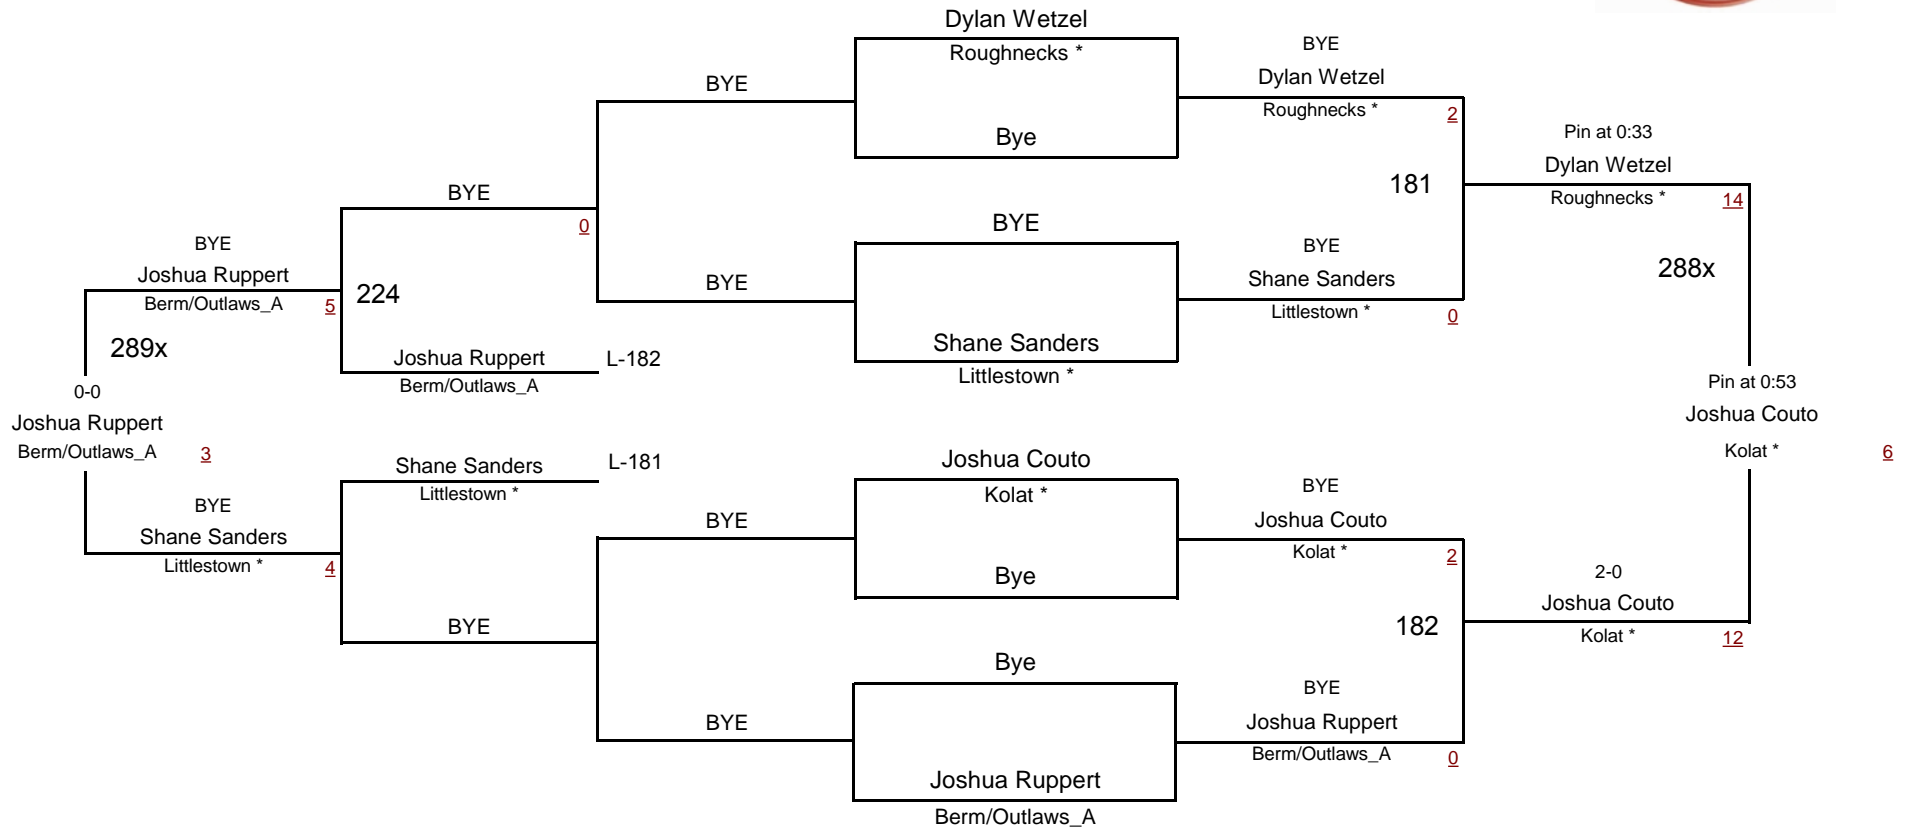 Dylan Wetzel
Roughnecks *
BYE
Dylan Wetzel
Roughnecks *
2
BYE
Bye
Pin at 0:33
Dylan Wetzel
Roughnecks *
14
181
BYE
0
BYE
BYE
Joshua Ruppert
Berm/Outlaws_A
5
224
BYE
BYE
Shane Sanders
Littlestown *
0
288x
289x
Joshua Ruppert
Berm/Outlaws_A
L-182
Shane Sanders
Littlestown *
0-0
Joshua Ruppert
Berm/Outlaws_A
3
Pin at 0:53
Joshua Couto
Kolat *
6
Shane Sanders
Littlestown *
L-181
Joshua Couto
Kolat *
BYE
Joshua Couto
Kolat *
2
BYE
Shane Sanders
Littlestown *
4
BYE
Bye
2-0
Joshua Couto
Kolat *
12
BYE
182
Bye
BYE
Joshua Ruppert
Berm/Outlaws_A
0
BYE
Joshua Ruppert
Berm/Outlaws_A